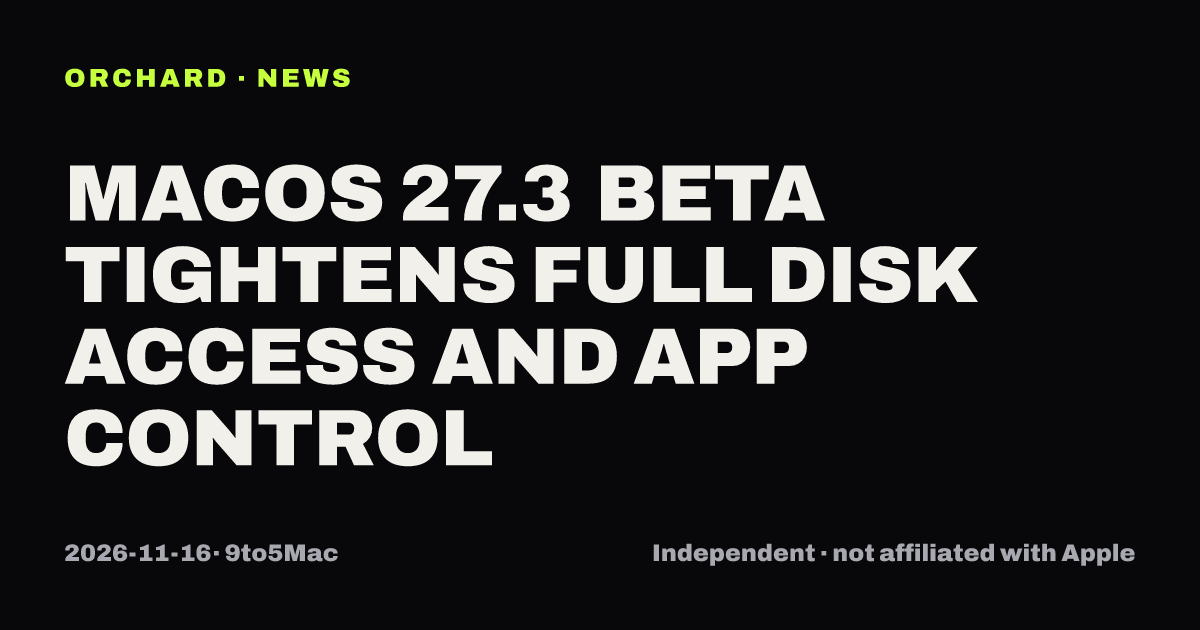 ORCHARD · NEWS
MACOS 27.3 BETA
TIGHTENS FULL DISK
ACCESS AND APP
CONTROL
2026-11-16 · 9to5Mac
Independent · not affiliated with Apple